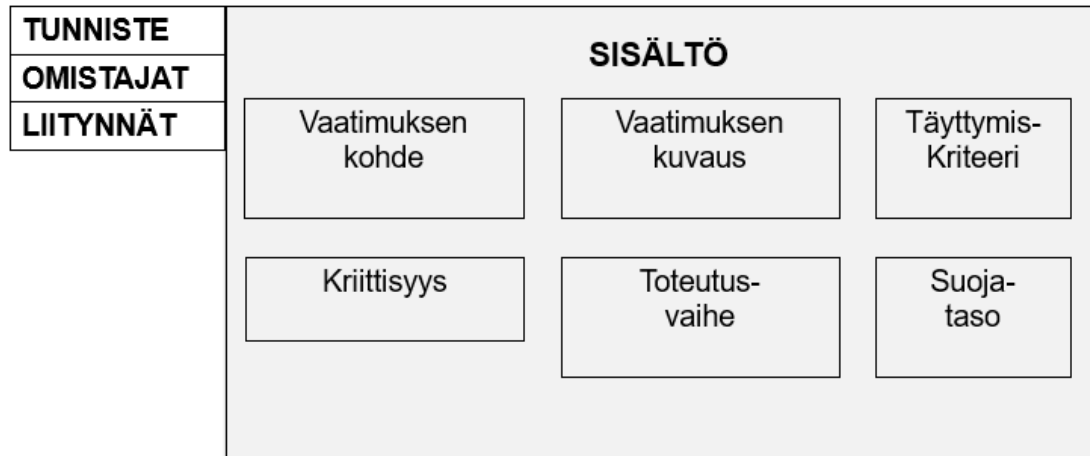 TUNNISTE
OMISTAJAT
LIITYNNÄT
SISÄLTÖ
Vaatimuksen
kohde
Vaatimuksen
kuvaus
Täyttymis-
Kriteeri
Kriittisyys
Toteutus-
vaihe
Suoja-
taso